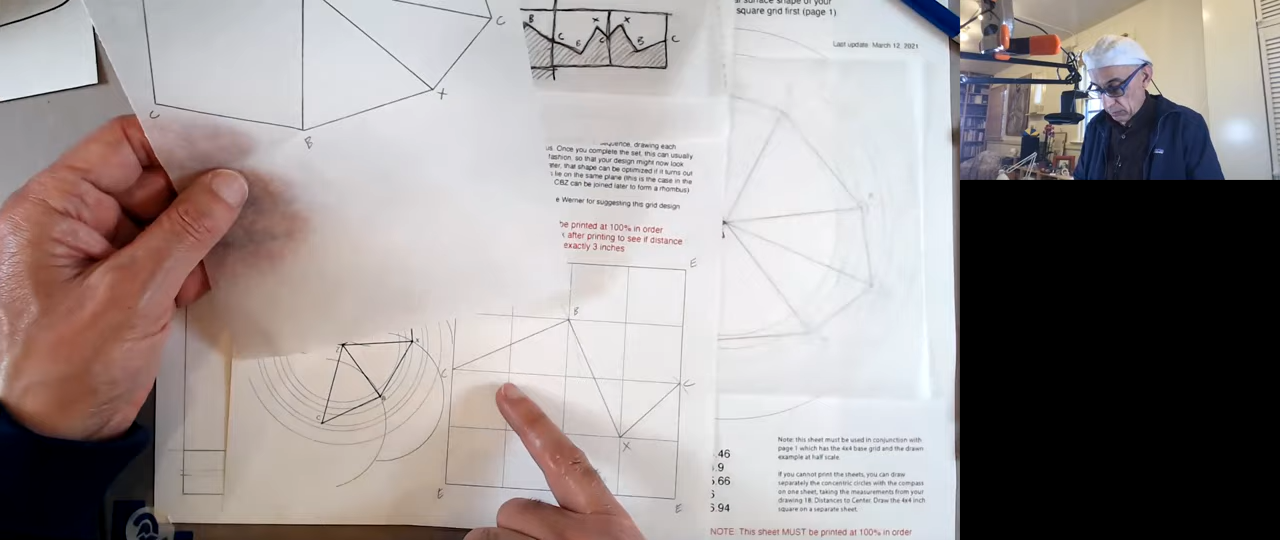 square grid first (page 1)
Last update: March 12, 2021
C
X
B
C
B
C
B
X
C
X
B
C
us. Once you complete the set, this can usually
fashion, so that your design might now look
that shape can be optimized if it turns out
lie on the same plane (this is the case in the
CBZ can be joined later to form a rhombus)
e Werner for suggesting this grid design
be printed at 100% in order
after printing to see if distance
exactly 3 inches
E
B
C
C
X
E
C
.46
.9
.66
.94
Note: this sheet must be used in conjunction with
page 1 which has the 4x4 base grid and the drawn
example at half scale.
If you cannot print the sheets, you can draw
separately the concentric circles with the compass
on one sheet, taking the measurements from your
drawing 1B: Distances to Center. Draw the 4x4 inch
square on a separate sheet.
NOTE: This sheet MUST be printed at 100% in order